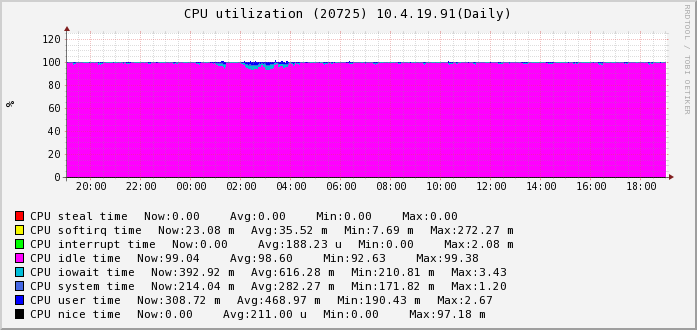 CPU utilization (20725) 10.4.19.91(Daily)
RRDTOOL / TOBI OETIKER
120
100
80
60
40
20
0
%
20:00 22:00 00:00 02:00 04:00 06:00 08:00 10:00 12:00 14:00 16:00 18:00
CPU steal time Now:0.00 Avg:0.00 Min:0.00 Max:0.00
CPU softirq time Now:23.08 m Avg:35.52 m Min:7.69 m Max:272.27 m
CPU interrupt time Now:0.00 Avg:188.23 u Min:0.00 Max:2.08 m
CPU idle time Now:99.04 Avg:98.60 Min:92.63 Max:99.38
CPU iowait time Now:392.92 m Avg:616.28 m Min:210.81 m Max:3.43
CPU system time Now:214.04 m Avg:282.27 m Min:171.82 m Max:1.20
CPU user time Now:308.72 m Avg:468.97 m Min:190.43 m Max:2.67
CPU nice time Now:0.00 Avg:211.00 u Min:0.00 Max:97.18 m